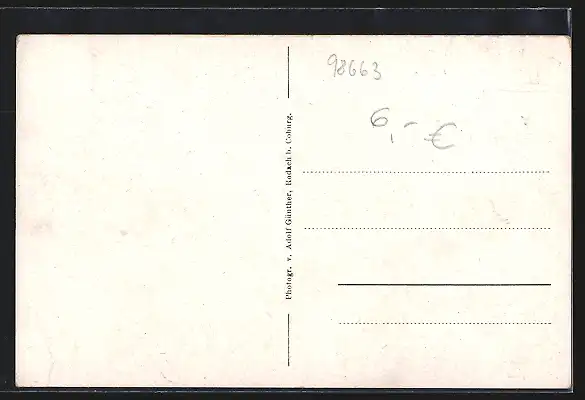 98663
6,- €
Photogr. v. Adolf Günther, Rodach b. Coburg.